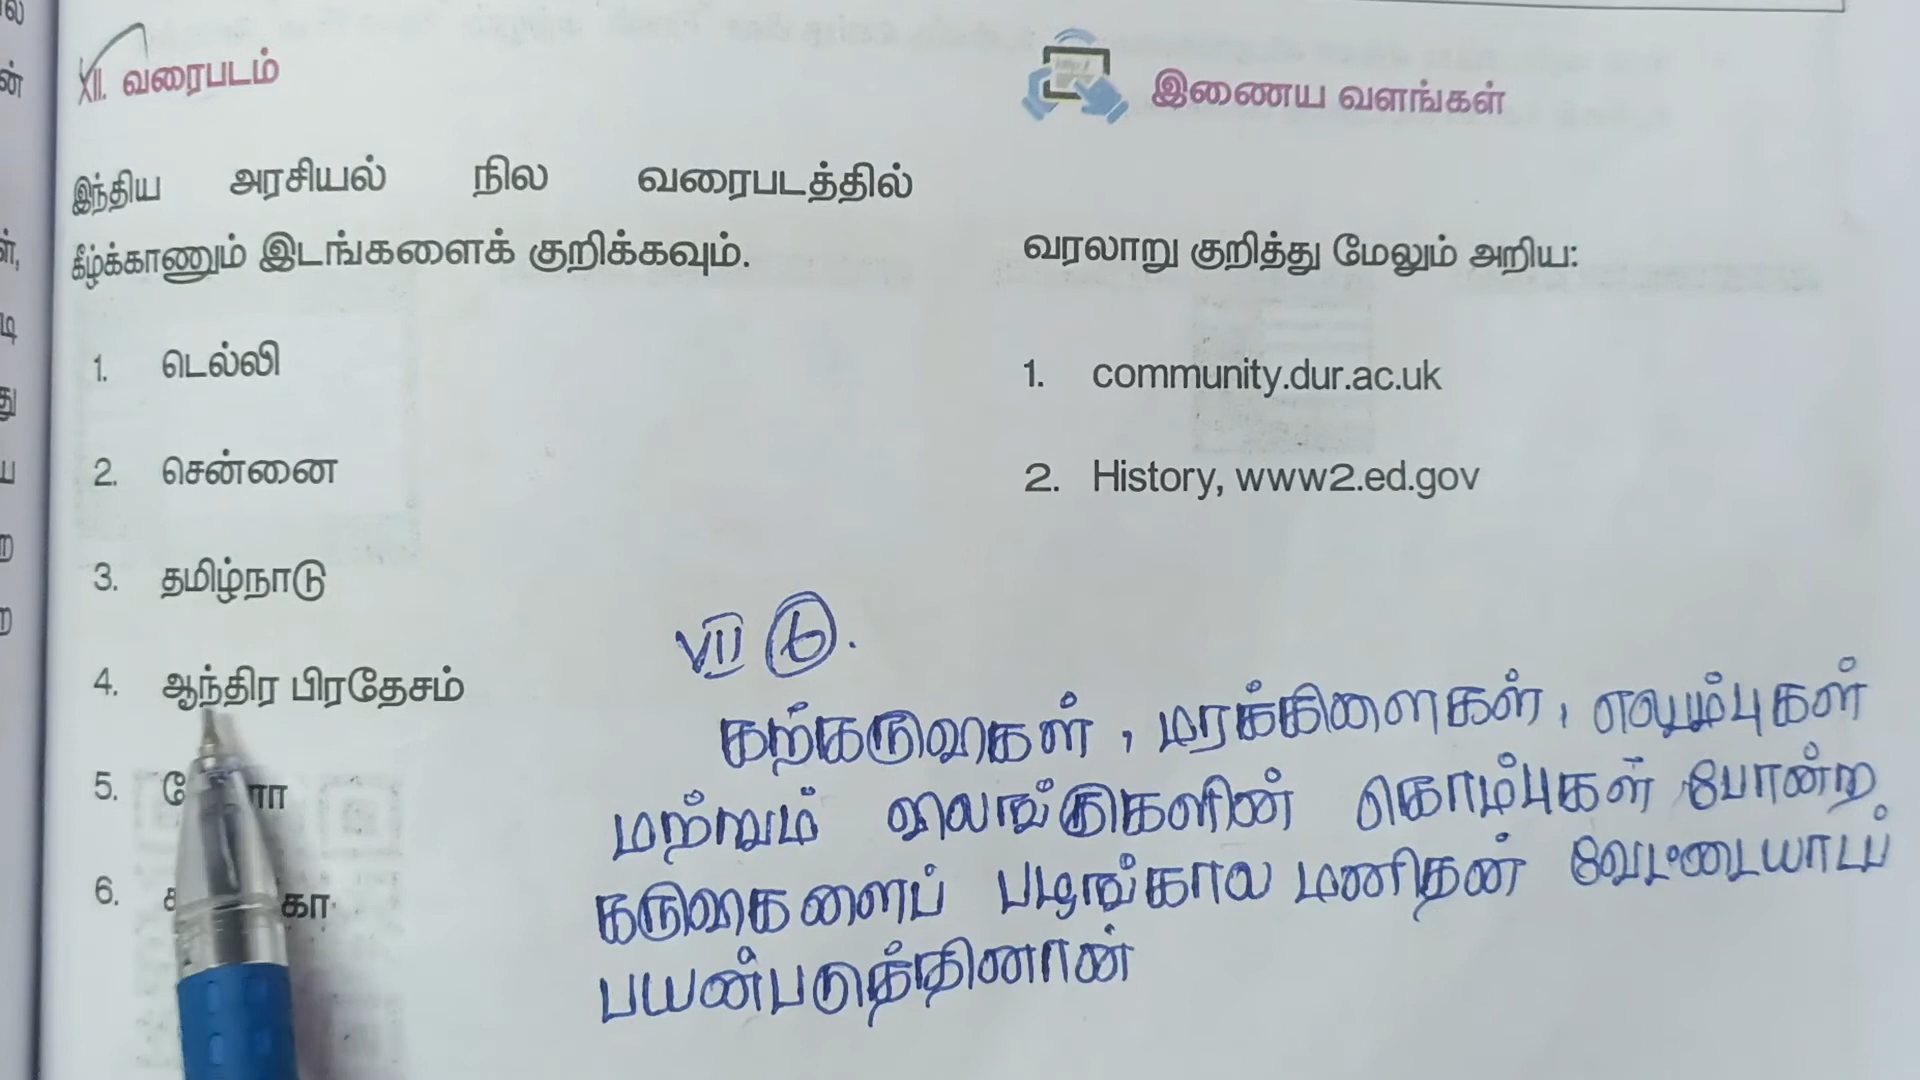 XII. வரைபடம்
இந்திய அரசியல் நில வரைபடத்தில்
கீழ்க்காணும் இடங்களைக் குறிக்கவும்.
1. டெல்லி
2. சென்னை
3. தமிழ்நாடு
4. ஆந்திர பிரதேசம்
5.
6.
இணைய வளங்கள்
வரலாறு குறித்து மேலும் அறிய:
1. community.dur.ac.uk
2. History, www2.ed.gov
VII 6.
கற்கருவிகள், மரக்கிளைகள், எலும்புகள்
மற்றும் விலங்குகளின் கொம்புகள் போன்ற
கருவிகளைப் பழங்கால மனிதன் வேட்டையாடப்
பயன்படுத்தினான்